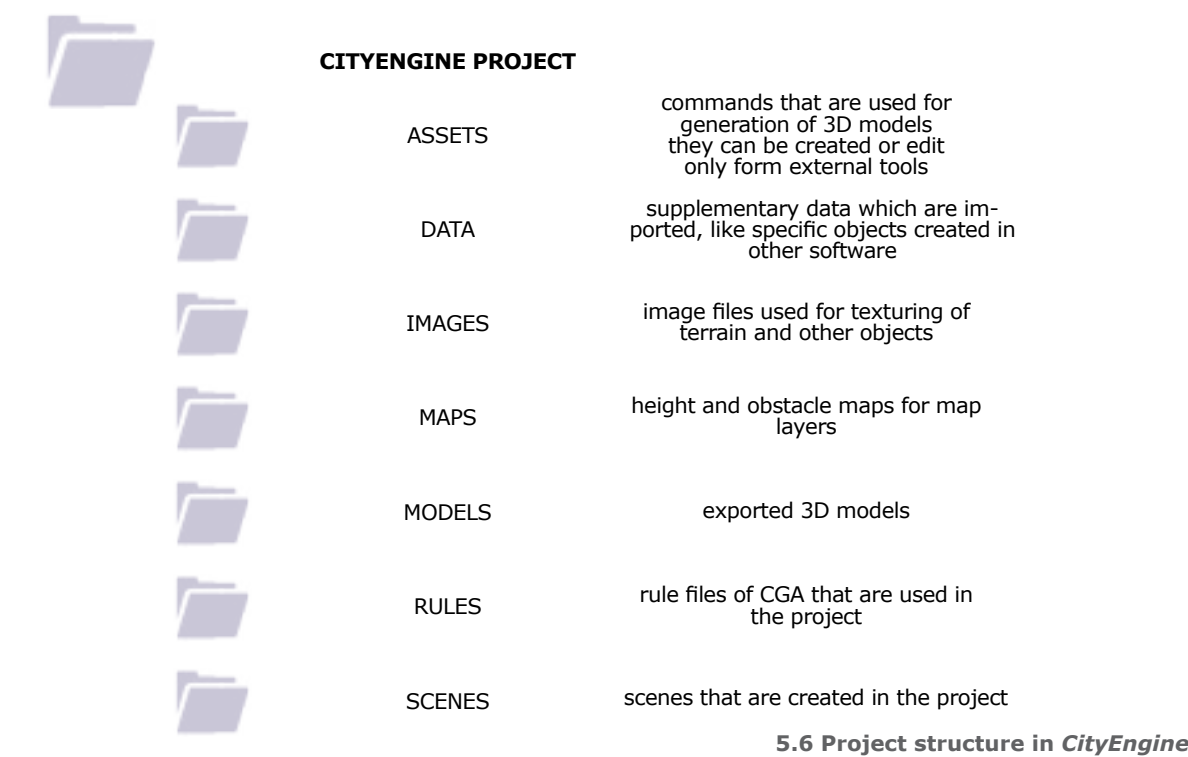 CITYENGINE PROJECT
ASSETS
commands that are used for
generation of 3D models
they can be created or edit
only form external tools
DATA
supplementary data which are im-
ported, like specific objects created in
other software
IMAGES
image files used for texturing of
terrain and other objects
MAPS
height and obstacle maps for map
layers
MODELS
exported 3D models
RULES
rule files of CGA that are used in
the project
SCENES
scenes that are created in the project
5.6 Project structure in CityEngine